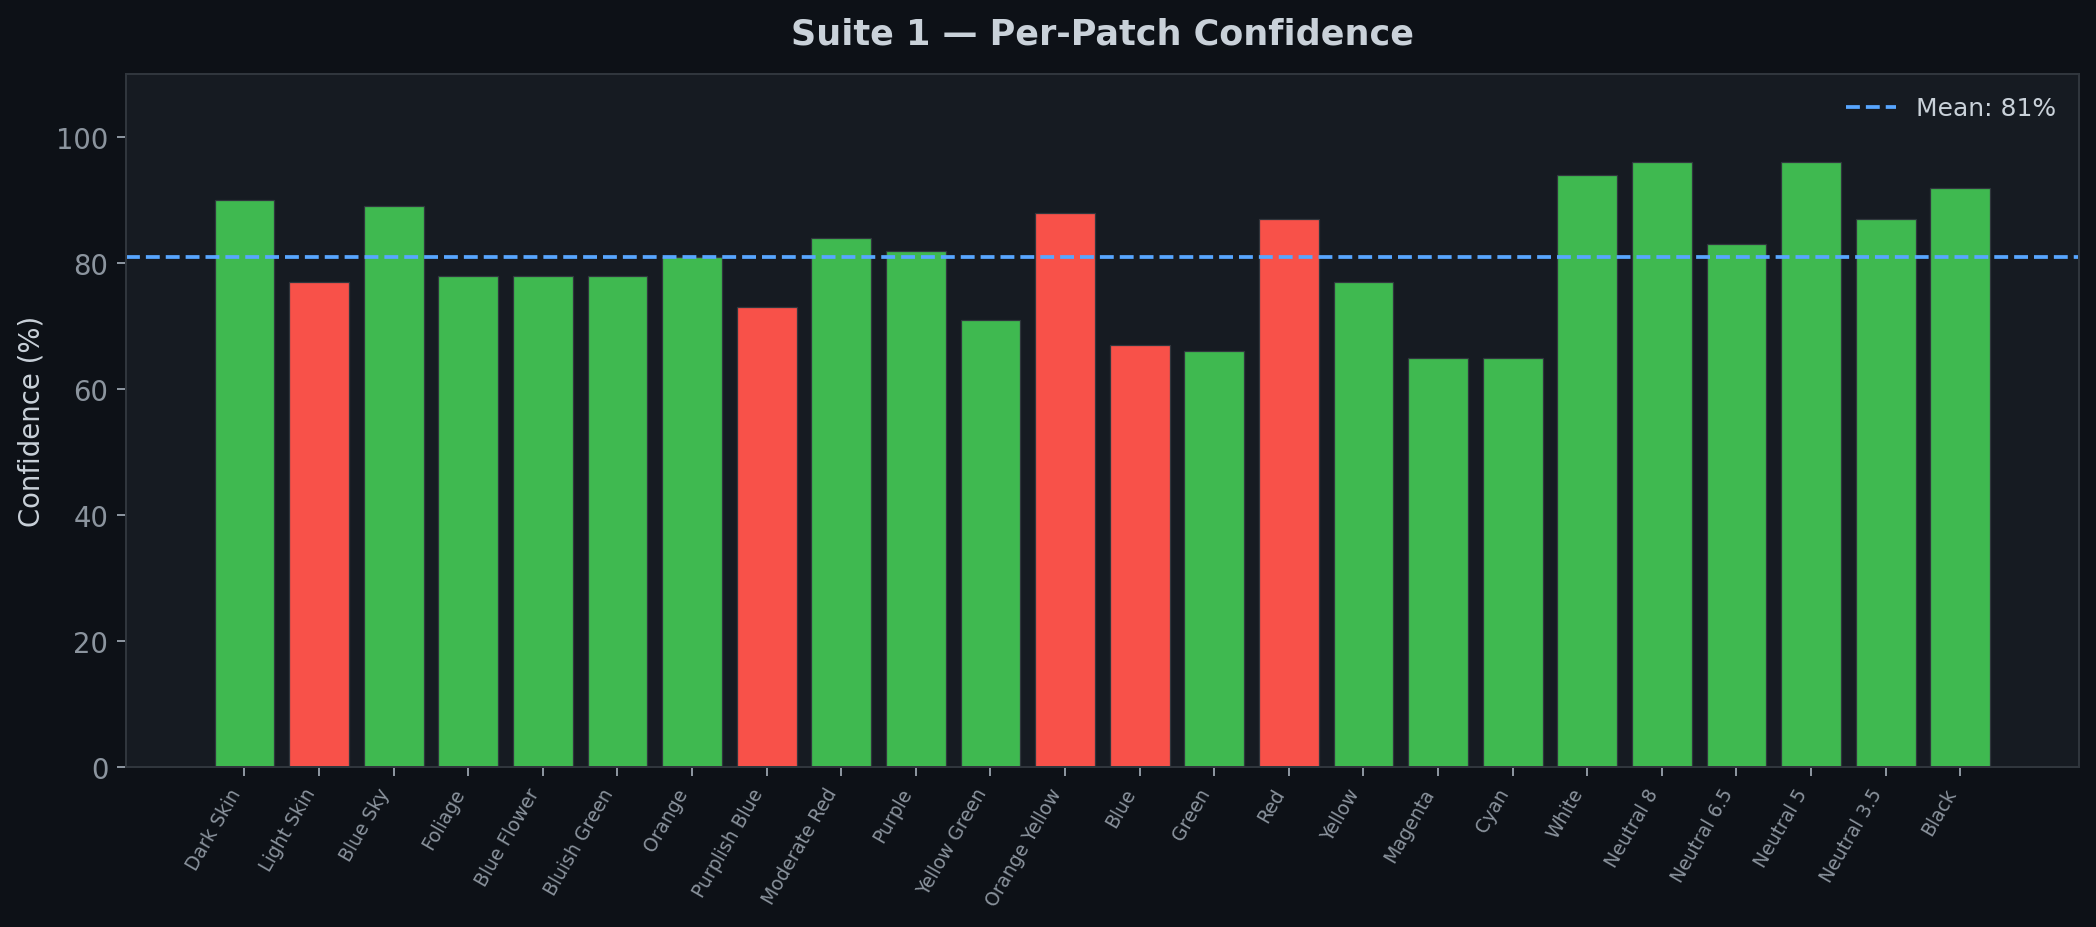 Suite 1 — Per-Patch Confidence
Mean: 81%
Confidence (%)
100
80
60
40
20
0
Dark Skin
Light Skin
Blue Sky
Foliage
Blue Flower
Bluish Green
Orange
Purplish Blue
Moderate Red
Purple
Yellow Green
Orange Yellow
Blue
Green
Red
Yellow
Magenta
Cyan
White
Neutral 8
Neutral 6.5
Neutral 5
Neutral 3.5
Black